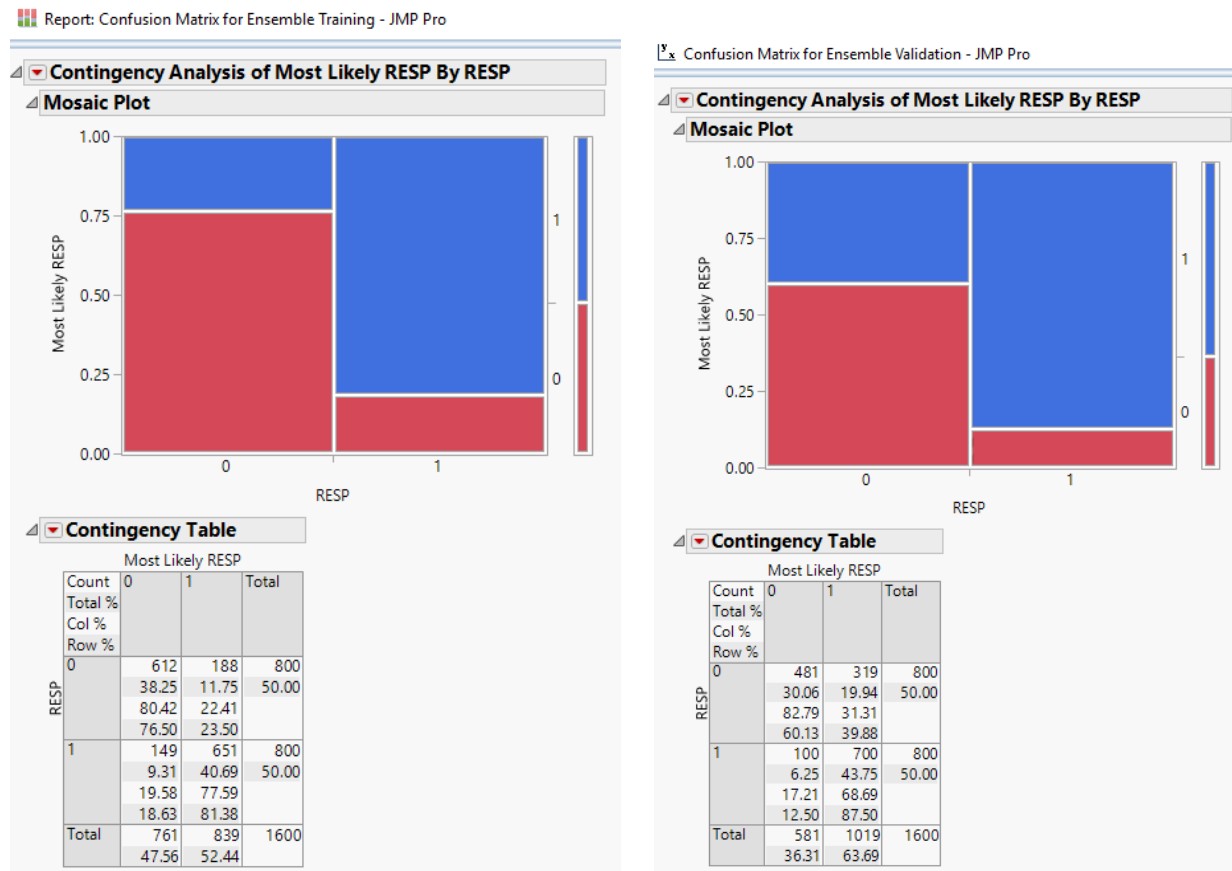 Report: Confusion Matrix for Ensemble Training - JMP Pro
Contingency Analysis of Most Likely RESP By RESP
Mosaic Plot
1.00
0.75
0.50
0.25
0.00
Most Likely RESP
1
0
0 1
RESP
Contingency Table
Most Likely RESP
Count 0 1 Total
Total %
Col %
Row %
RESP
0 612 188 800
38.25 11.75 50.00
80.42 22.41
76.50 23.50
1 149 651 800
9.31 40.69 50.00
19.58 77.59
18.63 81.38
Total 761 839 1600
47.56 52.44
y x Confusion Matrix for Ensemble Validation - JMP Pro
Contingency Analysis of Most Likely RESP By RESP
Mosaic Plot
1.00
0.75
0.50
0.25
0.00
Most Likely RESP
1
0
0 1
RESP
Contingency Table
Most Likely RESP
Count 0 1 Total
Total %
Col %
Row %
RESP
0 481 319 800
30.06 19.94 50.00
82.79 31.31
60.13 39.88
1 100 700 800
6.25 43.75 50.00
17.21 68.69
12.50 87.50
Total 581 1019 1600
36.31 63.69